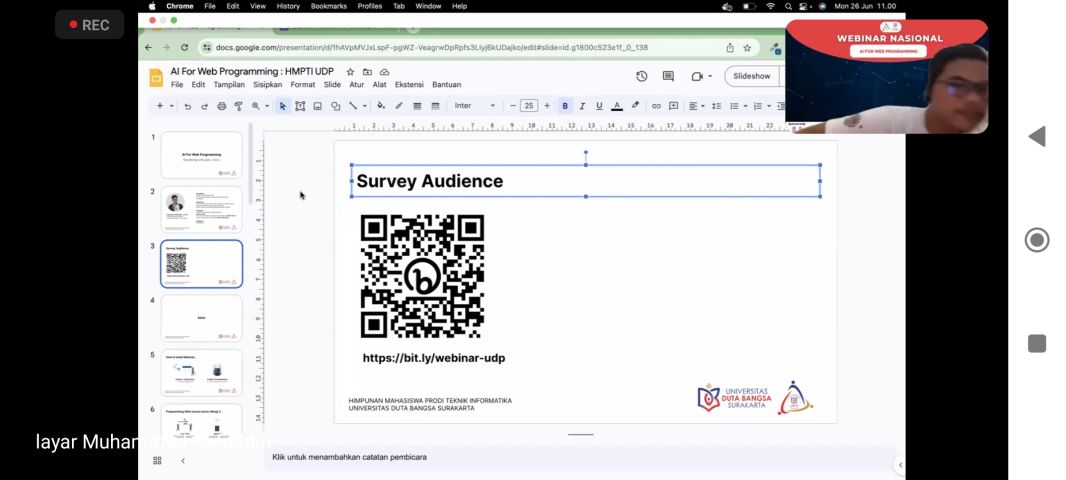 REC
Chrome File Edit View History Bookmarks Profiles Tab Window Help
Mon 26 Jun 11.00
docs.google.com/presentation/d/1hAVpMVJxLspF-pgWZ-VeagrwDpRpfs3Liyj6kUDajko/edit#slide=id.g1800c523e1f_0_138
AI For Web Programming : HMPTI UDP
File Edit Tampilan Sisipkan Format Slide Atur Alat Ekstensi Bantuan
Slideshow
Inter
25
WEBINAR NASIONAL
AI FOR WEB PROGRAMMING
1
AI For Web Programming
2
3
Survey Audience
4
Intro
5
6
Survey Audience
https://bit.ly/webinar-udp
HIMPUNAN MAHASISWA PRODI TEKNIK INFORMATIKA
UNIVERSITAS DUTA BANGSA SURAKARTA
UNIVERSITAS
DUTA BANGSA
SURAKARTA
layar Muhammad
Klik untuk menambahkan catatan pembicara